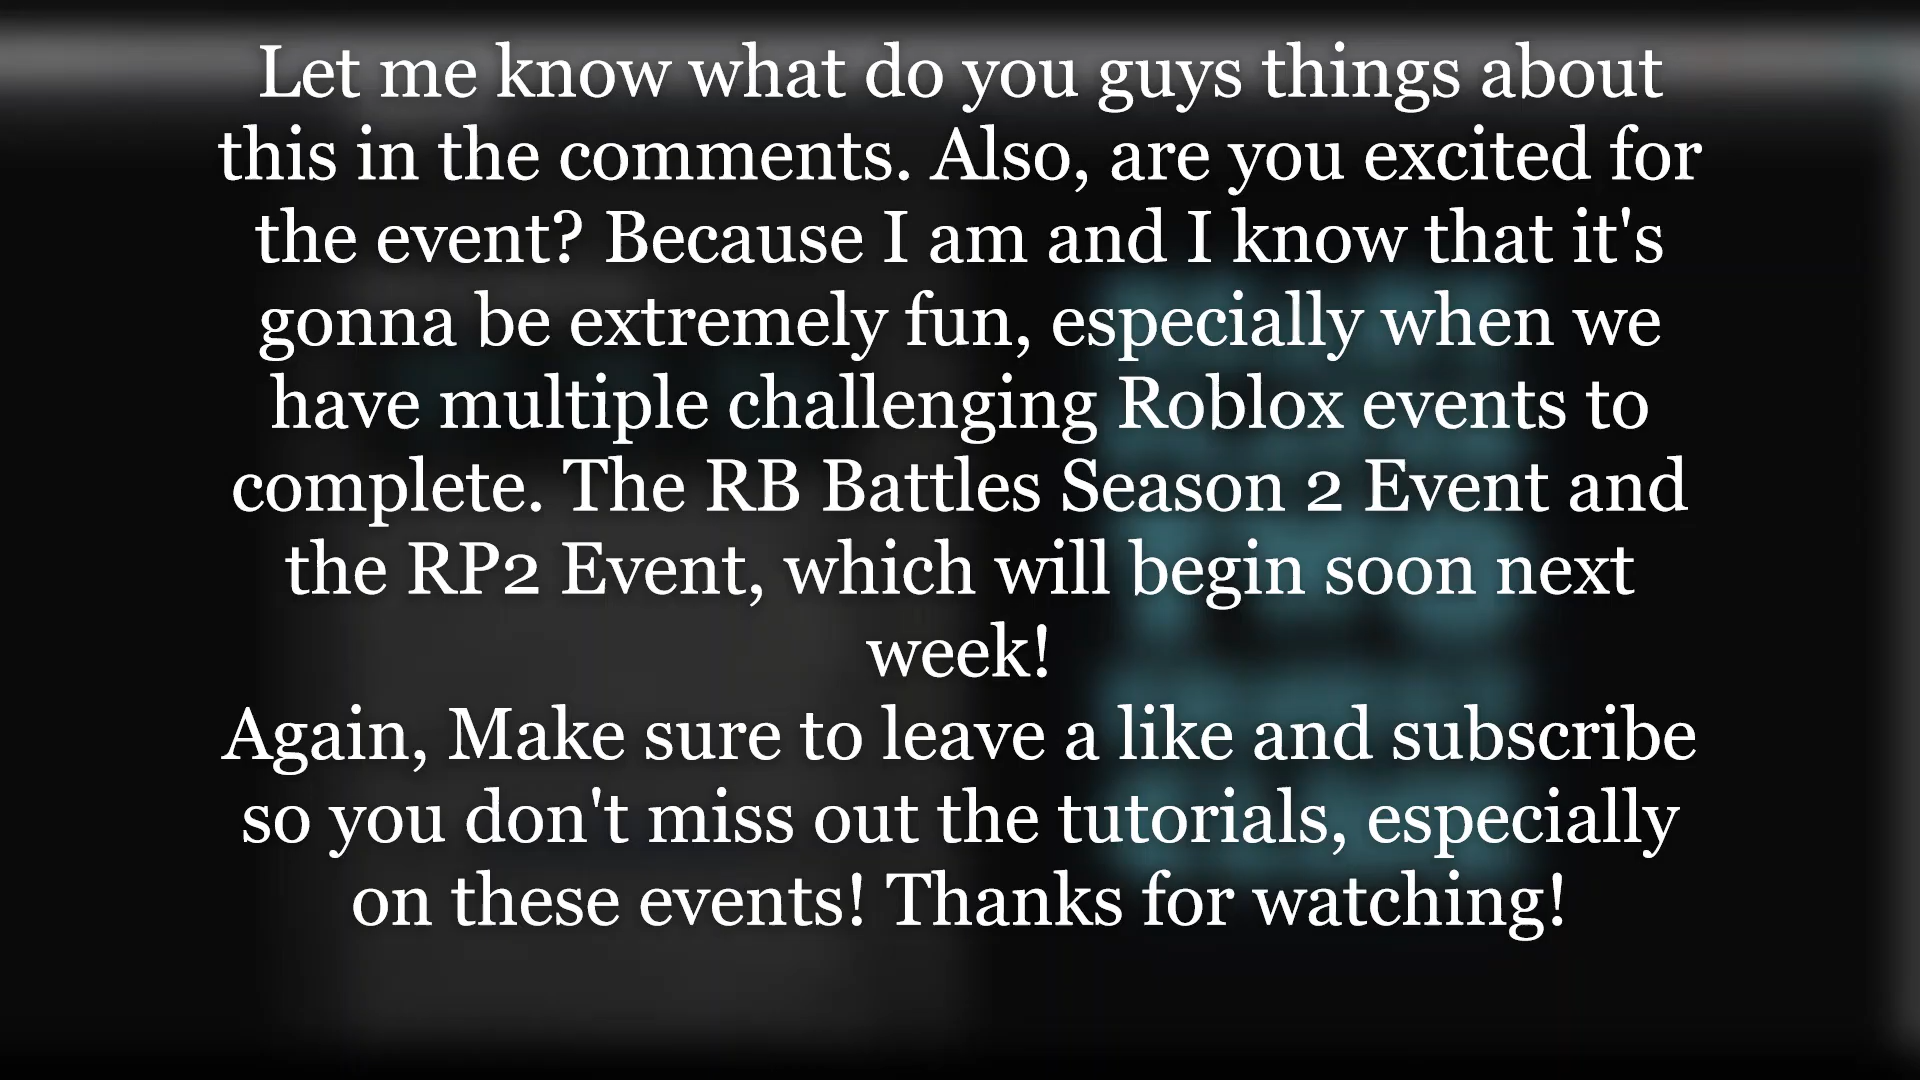 Let me know what do you guys things about
this in the comments. Also, are you excited for
the event? Because I am and I know that it's
gonna be extremely fun, especially when we
have multiple challenging Roblox events to
complete. The RB Battles Season 2 Event and
the RP2 Event, which will begin soon next
week!
Again, Make sure to leave a like and subscribe
so you don't miss out the tutorials, especially
on these events! Thanks for watching!